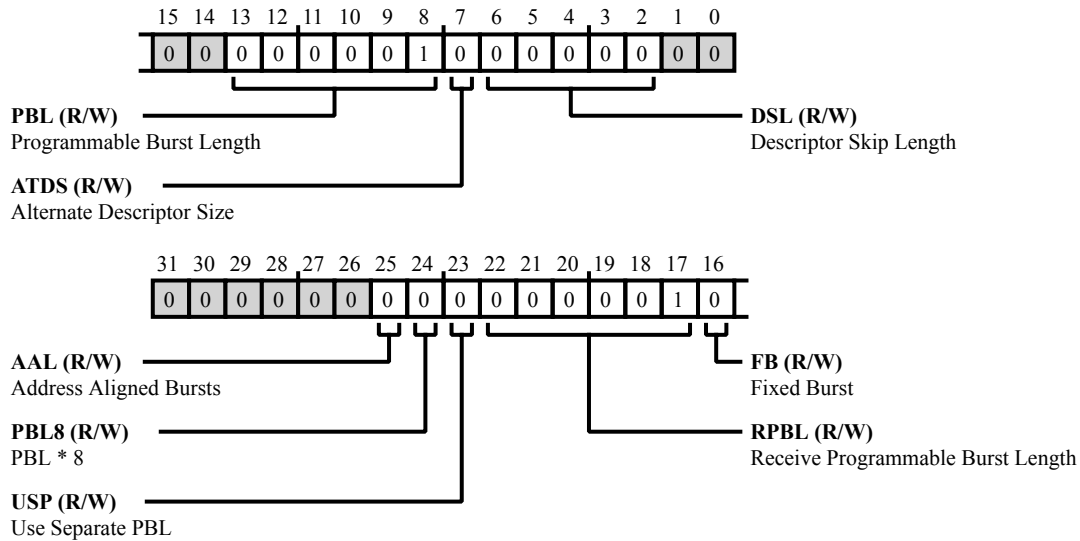 15 14 13 12 11 10 9 8 7 6 5 4 3 2 1 0
0 0 0 0 0 0 0 1 0 0 0 0 0 0 0 0
PBL (R/W)
Programmable Burst Length
DSL (R/W)
Descriptor Skip Length
ATDS (R/W)
Alternate Descriptor Size
31 30 29 28 27 26 25 24 23 22 21 20 19 18 17 16
0 0 0 0 0 0 0 0 0 0 0 0 0 0 1 0
AAL (R/W)
Address Aligned Bursts
FB (R/W)
Fixed Burst
PBL8 (R/W)
PBL * 8
RPBL (R/W)
Receive Programmable Burst Length
USP (R/W)
Use Separate PBL